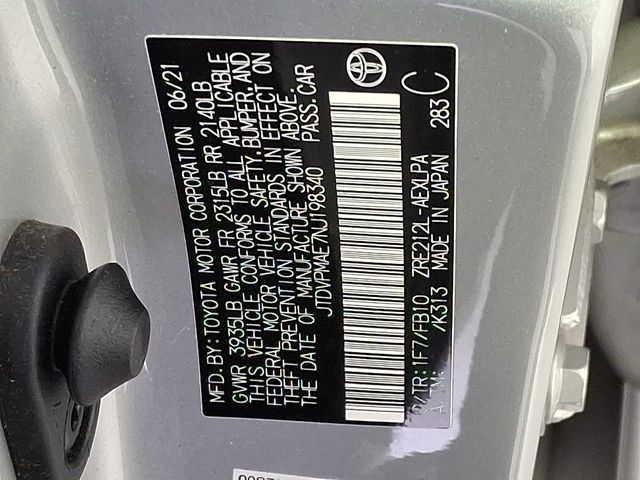 MFD.BY:TOYOTA MOTOR CORPORATION 06/21
GVWR 3935LB GAWR FR 2315LB RR 2140LB
THIS VEHICLE CONFORMS TO ALL APPLICABLE
FEDERAL MOTOR VEHICLE SAFETY,BUMPER,AND
THEFT PREVENTION STANDARDS IN EFFECT ON
THE DATE OF MANUFACTURE SHOWN ABOVE.
JTDVPMAE7NJ198340 PASS.CAR
C/TR:1F7/FB10 ZRE212L-AEXLPA
A TM: /K313 MADE IN JAPAN 283 C